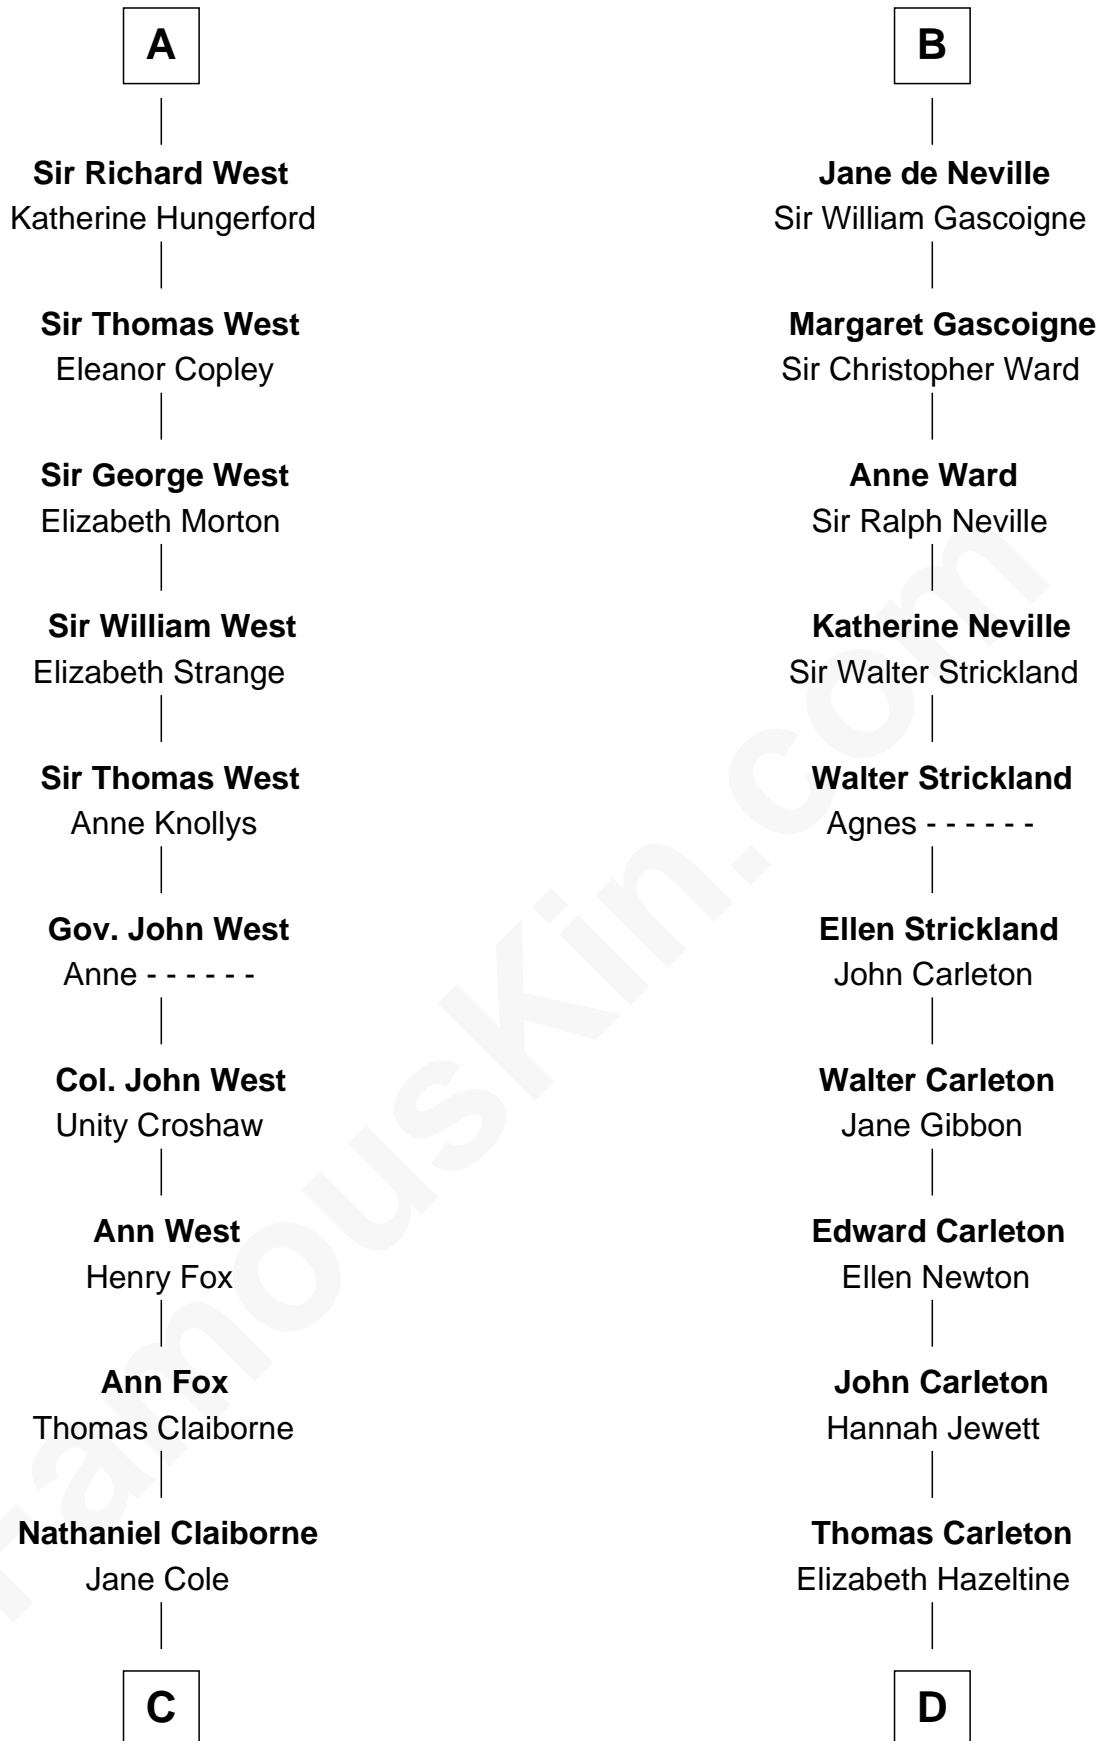 A
Sir Richard West
Katherine Hungerford
Sir Thomas West
Eleanor Copley
Sir George West
Elizabeth Morton
Sir William West
Elizabeth Strange
Sir Thomas West
Anne Knollys
Gov. John West
Anne - - - - - -
Col. John West
Unity Croshaw
Ann West
Henry Fox
Ann Fox
Thomas Claiborne
Nathaniel Claiborne
Jane Cole
C
B
Jane de Neville
Sir William Gascoigne
Margaret Gascoigne
Sir Christopher Ward
Anne Ward
Sir Ralph Neville
Katherine Neville
Sir Walter Strickland
Walter Strickland
Agnes - - - - - -
Ellen Strickland
John Carleton
Walter Carleton
Jane Gibbon
Edward Carleton
Ellen Newton
John Carleton
Hannah Jewett
Thomas Carleton
Elizabeth Hazeltine
D
FamousKin.com